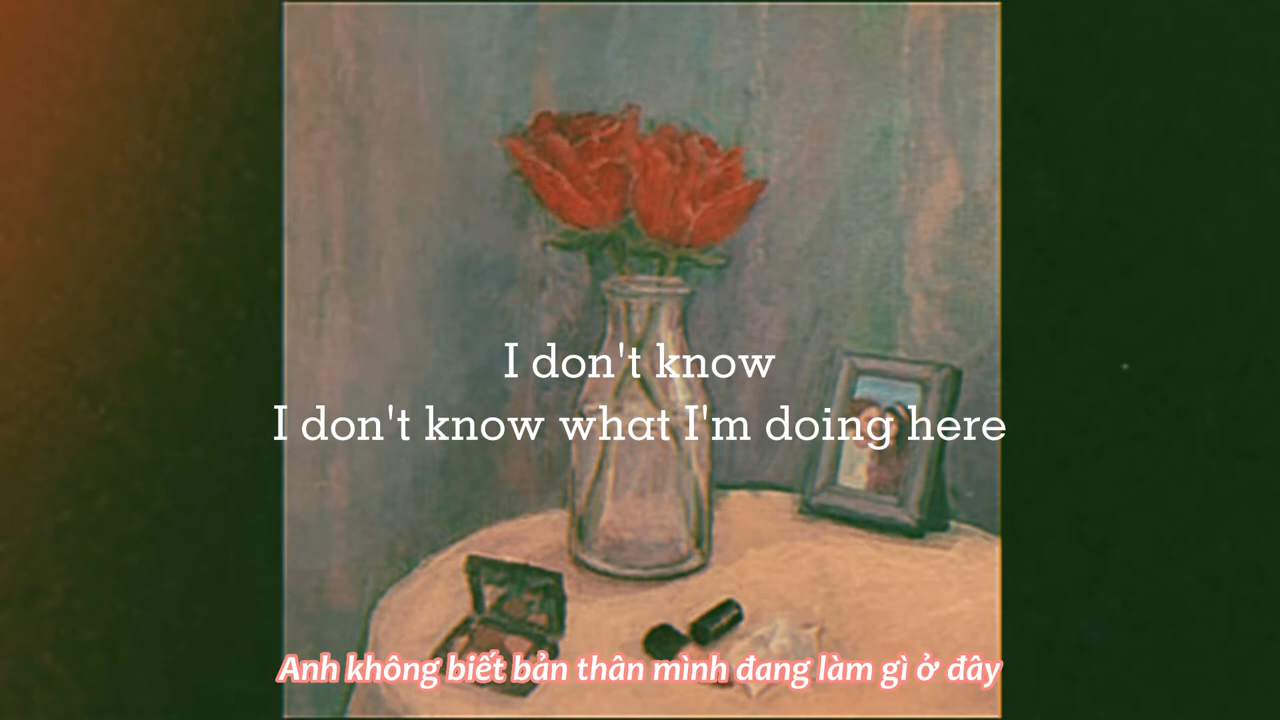 I don't know
I don't know what I'm doing here
Anh không biết bản thân mình đang làm gì ở đây